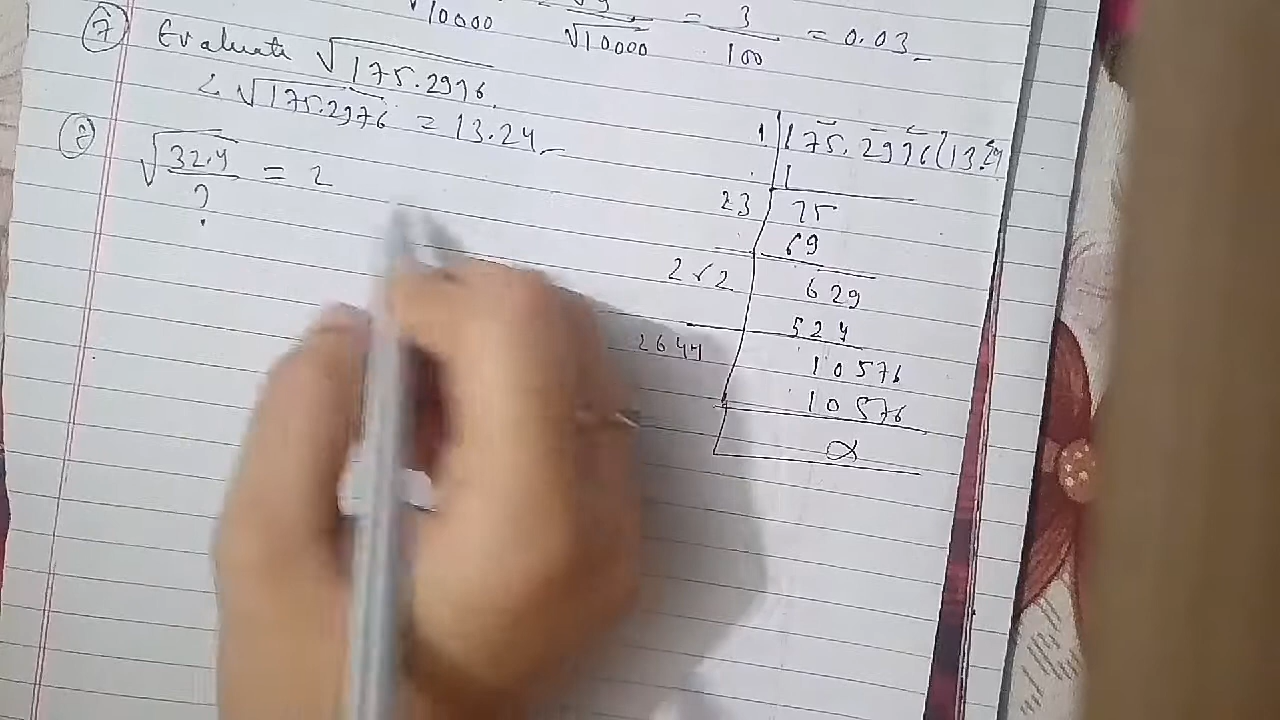 √10000 = √9/√10000 = 3/100 = 0.03
⑦ Evaluate √175.2976
∠ √175.2976 = 13.24
⑧ √(32.4/?) = 2
1 | 175.2976 (13.24
1
23 | 75
69
262 | 629
524
2644 | 10576
10576
0